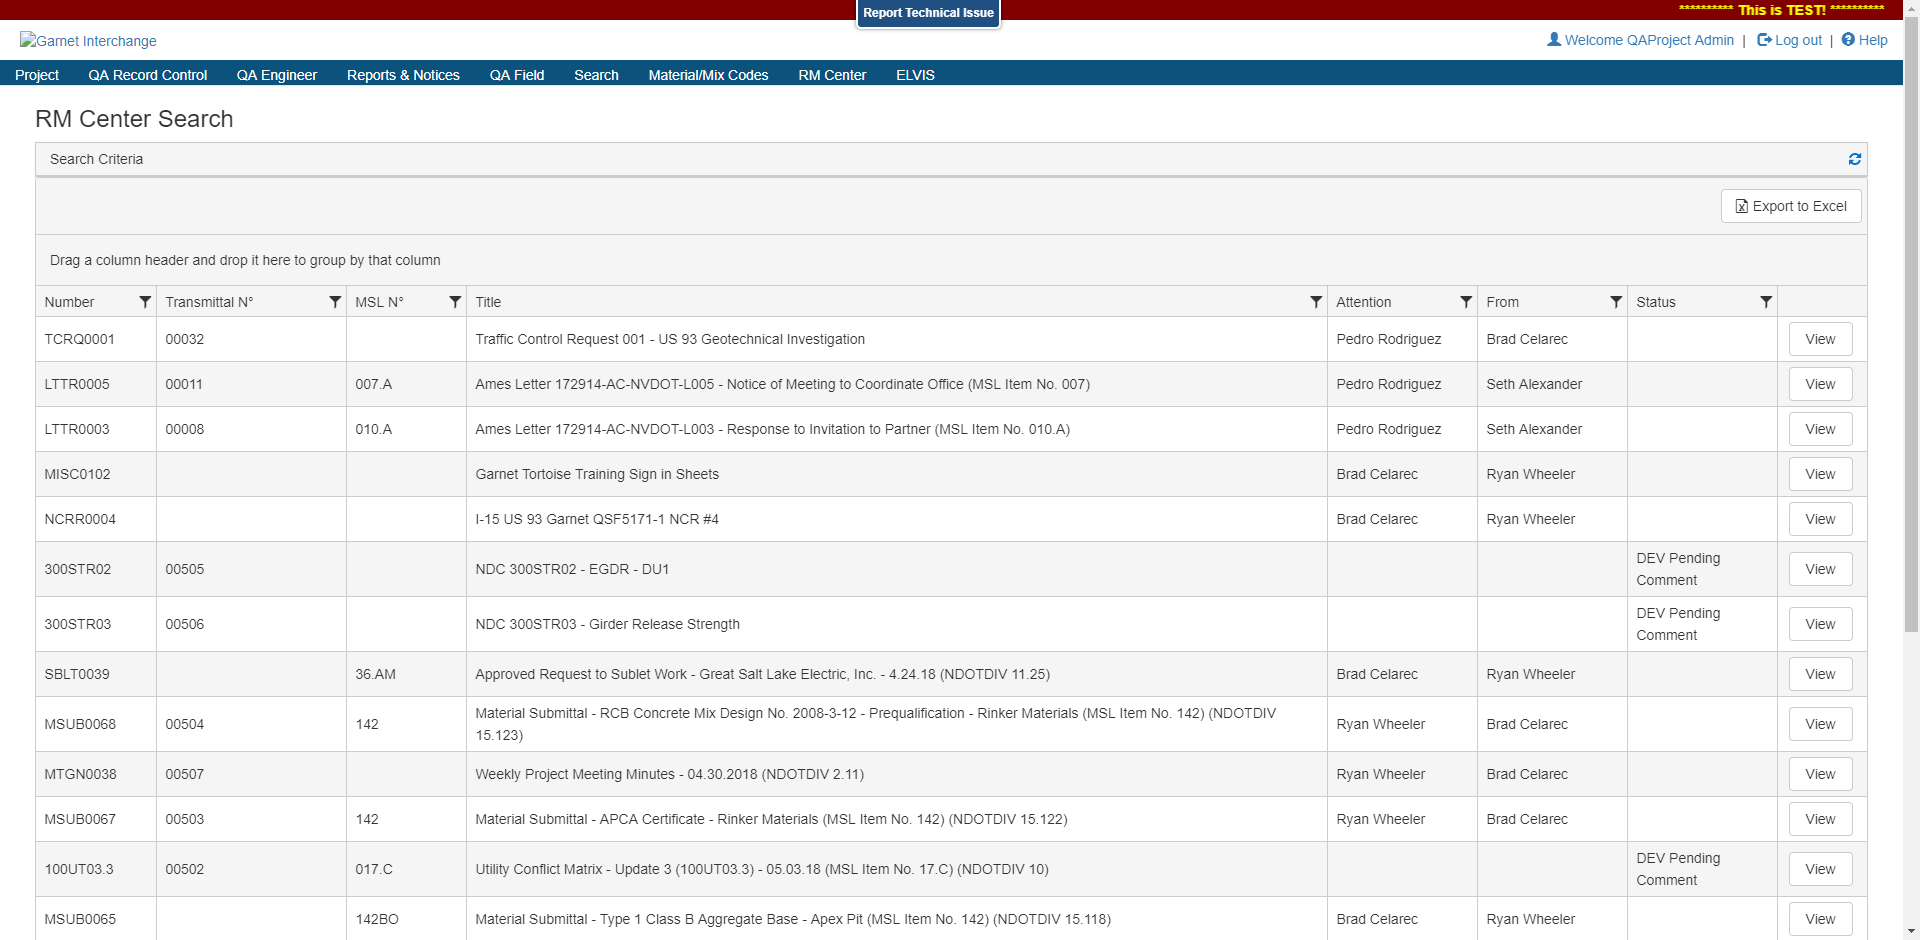 Report Technical Issue
********** This is TEST! **********
Garnet Interchange
Welcome QAProject Admin | Log out | Help
Project QA Record Control QA Engineer Reports & Notices QA Field Search Material/Mix Codes RM Center ELVIS
RM Center Search
Search Criteria
Export to Excel
Drag a column header and drop it here to group by that column
Number Transmittal N° MSL N° Title Attention From Status
TCRQ0001 00032 Traffic Control Request 001 - US 93 Geotechnical Investigation Pedro Rodriguez Brad Celarec View
LTTR0005 00011 007.A Ames Letter 172914-AC-NVDOT-L005 - Notice of Meeting to Coordinate Office (MSL Item No. 007) Pedro Rodriguez Seth Alexander View
LTTR0003 00008 010.A Ames Letter 172914-AC-NVDOT-L003 - Response to Invitation to Partner (MSL Item No. 010.A) Pedro Rodriguez Seth Alexander View
MISC0102 Garnet Tortoise Training Sign in Sheets Brad Celarec Ryan Wheeler View
NCRR0004 I-15 US 93 Garnet QSF5171-1 NCR #4 Brad Celarec Ryan Wheeler View
300STR02 00505 NDC 300STR02 - EGDR - DU1 DEV Pending
Comment View
300STR03 00506 NDC 300STR03 - Girder Release Strength DEV Pending
Comment View
SBLT0039 36.AM Approved Request to Sublet Work - Great Salt Lake Electric, Inc. - 4.24.18 (NDOTDIV 11.25) Brad Celarec Ryan Wheeler View
MSUB0068 00504 142 Material Submittal - RCB Concrete Mix Design No. 2008-3-12 - Prequalification - Rinker Materials (MSL Item No. 142) (NDOTDIV
15.123) Ryan Wheeler Brad Celarec View
MTGN0038 00507 Weekly Project Meeting Minutes - 04.30.2018 (NDOTDIV 2.11) Ryan Wheeler Brad Celarec View
MSUB0067 00503 142 Material Submittal - APCA Certificate - Rinker Materials (MSL Item No. 142) (NDOTDIV 15.122) Ryan Wheeler Brad Celarec View
100UT03.3 00502 017.C Utility Conflict Matrix - Update 3 (100UT03.3) - 05.03.18 (MSL Item No. 17.C) (NDOTDIV 10) DEV Pending
Comment View
MSUB0065 142BO Material Submittal - Type 1 Class B Aggregate Base - Apex Pit (MSL Item No. 142) (NDOTDIV 15.118) Brad Celarec Ryan Wheeler View